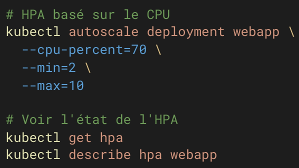 # HPA basé sur le CPU
kubectl autoscale deployment webapp \
  --cpu-percent=70 \
  --min=2 \
  --max=10

# Voir l'état de l'HPA
kubectl get hpa
kubectl describe hpa webapp